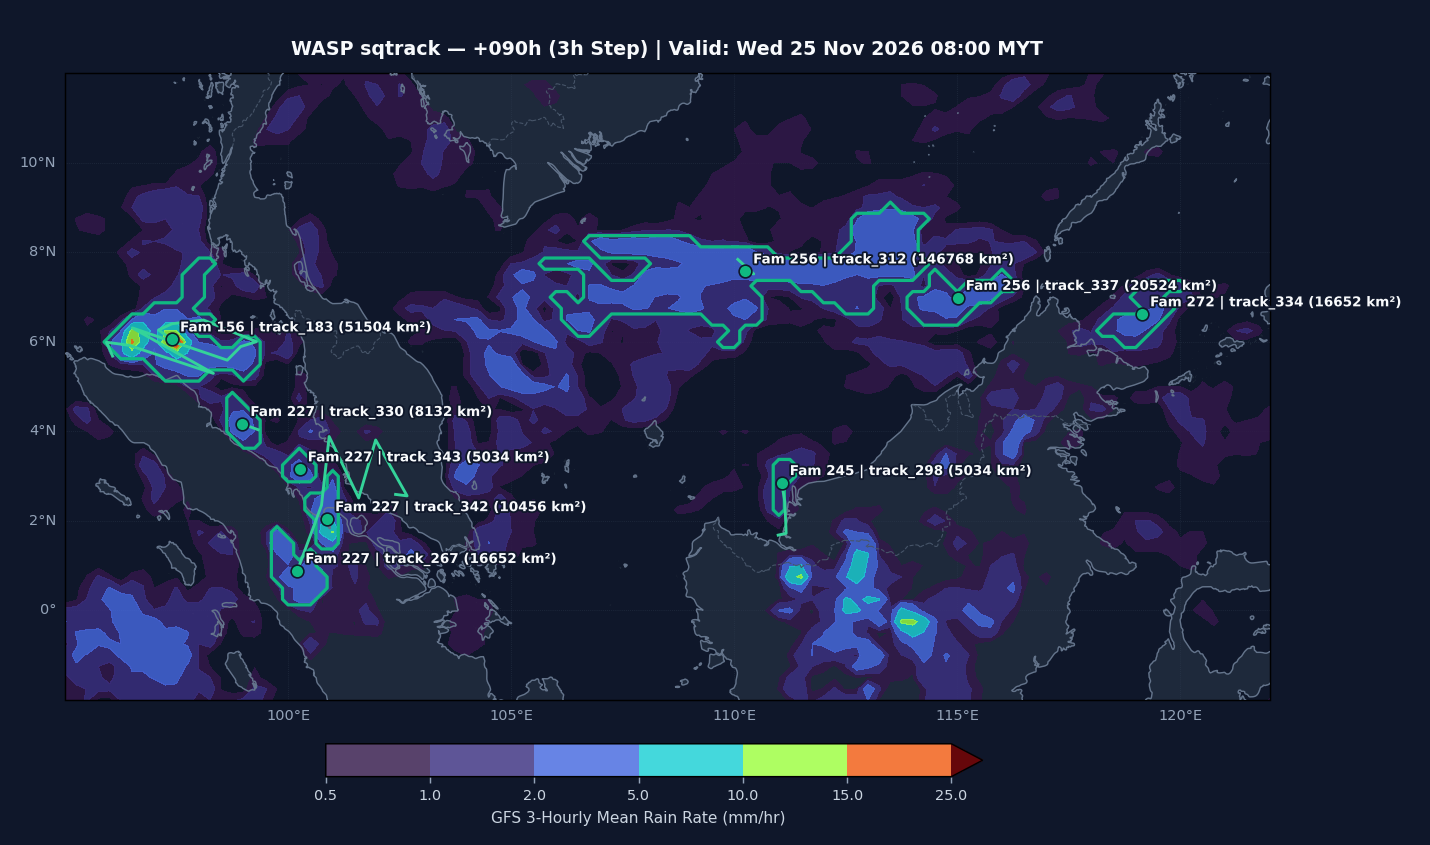 WASP sqtrack — +090h (3h Step) | Valid: Wed 25 Nov 2026 08:00 MYT
10°N
8°N
6°N
4°N
2°N
0°
Fam 256 | track_312 (146768 km²)
Fam 256 | track_337 (20524 km²)
Fam 272 | track_334 (16652 km²)
Fam 156 | track_183 (51504 km²)
Fam 227 | track_330 (8132 km²)
Fam 227 | track_343 (5034 km²)
Fam 245 | track_298 (5034 km²)
Fam 227 | track_342 (10456 km²)
Fam 227 | track_267 (16652 km²)
100°E 105°E 110°E 115°E 120°E
0.5 1.0 2.0 5.0 10.0 15.0 25.0
GFS 3-Hourly Mean Rain Rate (mm/hr)